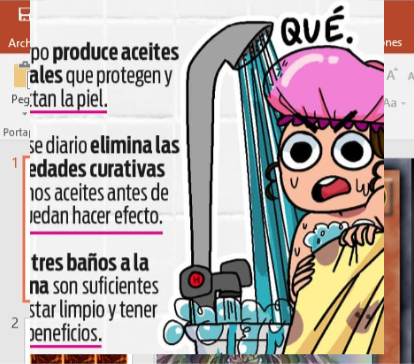 QUÉ.
po produce aceites
ales que protegen y
tan la piel.
se diario elimina las
edades curativas
nos aceites antes de
uedan hacer efecto.
tres baños a la
na son suficientes
star limpio y tener
beneficios.
Arch
ones
Peg
Porta
Aa
A
1
2
H